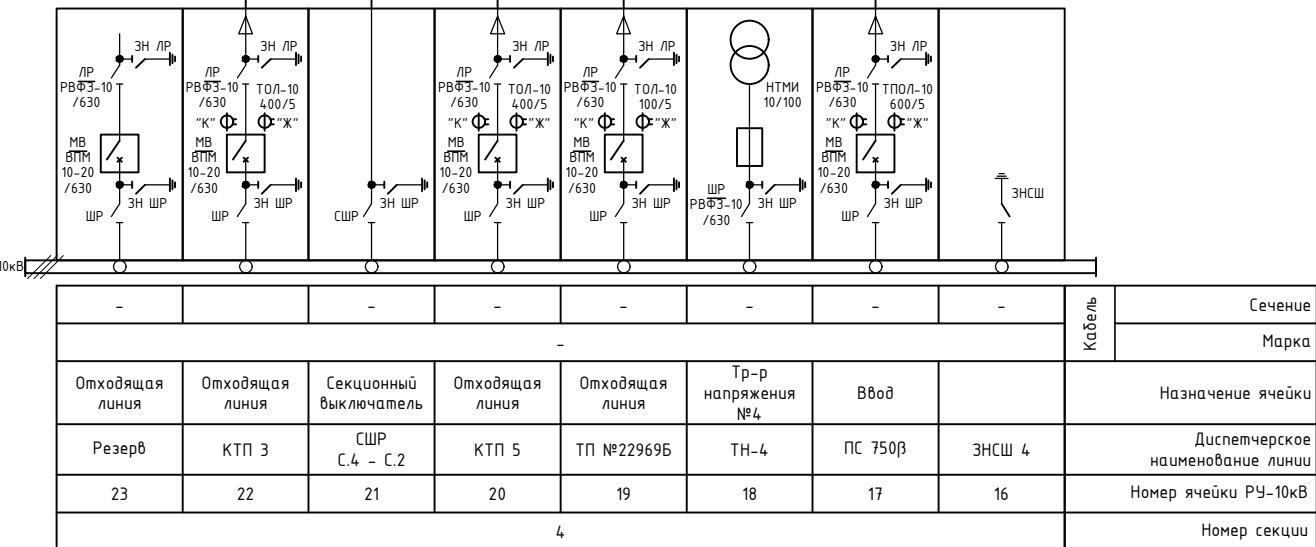 ЗН ЛР
ЛР
РВФЗ-10
/630
МВ
ВПМ
10-20
/630
ЗН ШР
ШР
ЗН ЛР
ЛР
РВФЗ-10
/630
ТОЛ-10
400/5
"К"
"Ж"
МВ
ВПМ
10-20
/630
ЗН ШР
ШР
ЗН ШР
СШР
ЗН ЛР
ЛР
РВФЗ-10
/630
ТОЛ-10
400/5
"К"
"Ж"
МВ
ВПМ
10-20
/630
ЗН ШР
ШР
ЗН ЛР
ЛР
РВФЗ-10
/630
ТОЛ-10
100/5
"К"
"Ж"
МВ
ВПМ
10-20
/630
ЗН ШР
ШР
НТМИ
10/100
ШР
РВФЗ-10
/630
ЗН ШР
ЗН ЛР
ЛР
РВФЗ-10
/630
ТПОЛ-10
600/5
"К"
"Ж"
МВ
ВПМ
10-20
/630
ЗН ШР
ШР
ЗНСШ
10кВ
- - - - - - - Сечение
Кабель
- Марка
Отходящая линия
Отходящая линия
Секционный выключатель
Отходящая линия
Отходящая линия
Тр-р напряжения №4
Ввод
Назначение ячейки
Резерв
КТП 3
СШР С.4 - С.2
КТП 5
ТП №22969Б
ТН-4
ПС 750β
ЗНСШ 4
Диспетчерское наименование линии
23 22 21 20 19 18 17 16 Номер ячейки РУ-10кВ
4 Номер секции